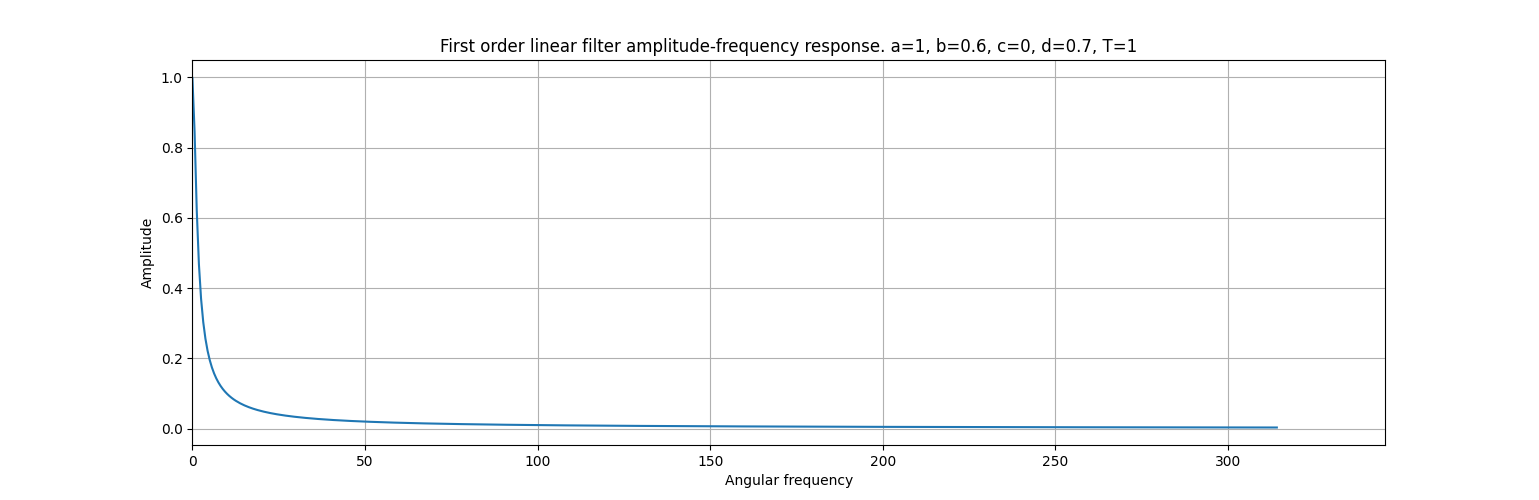 First order linear filter amplitude-frequency response. a=1, b=0.6, c=0, d=0.7, T=1
1.0
0.8
0.6
0.4
0.2
0.0
Amplitude
0 50 100 150 200 250 300
Angular frequency